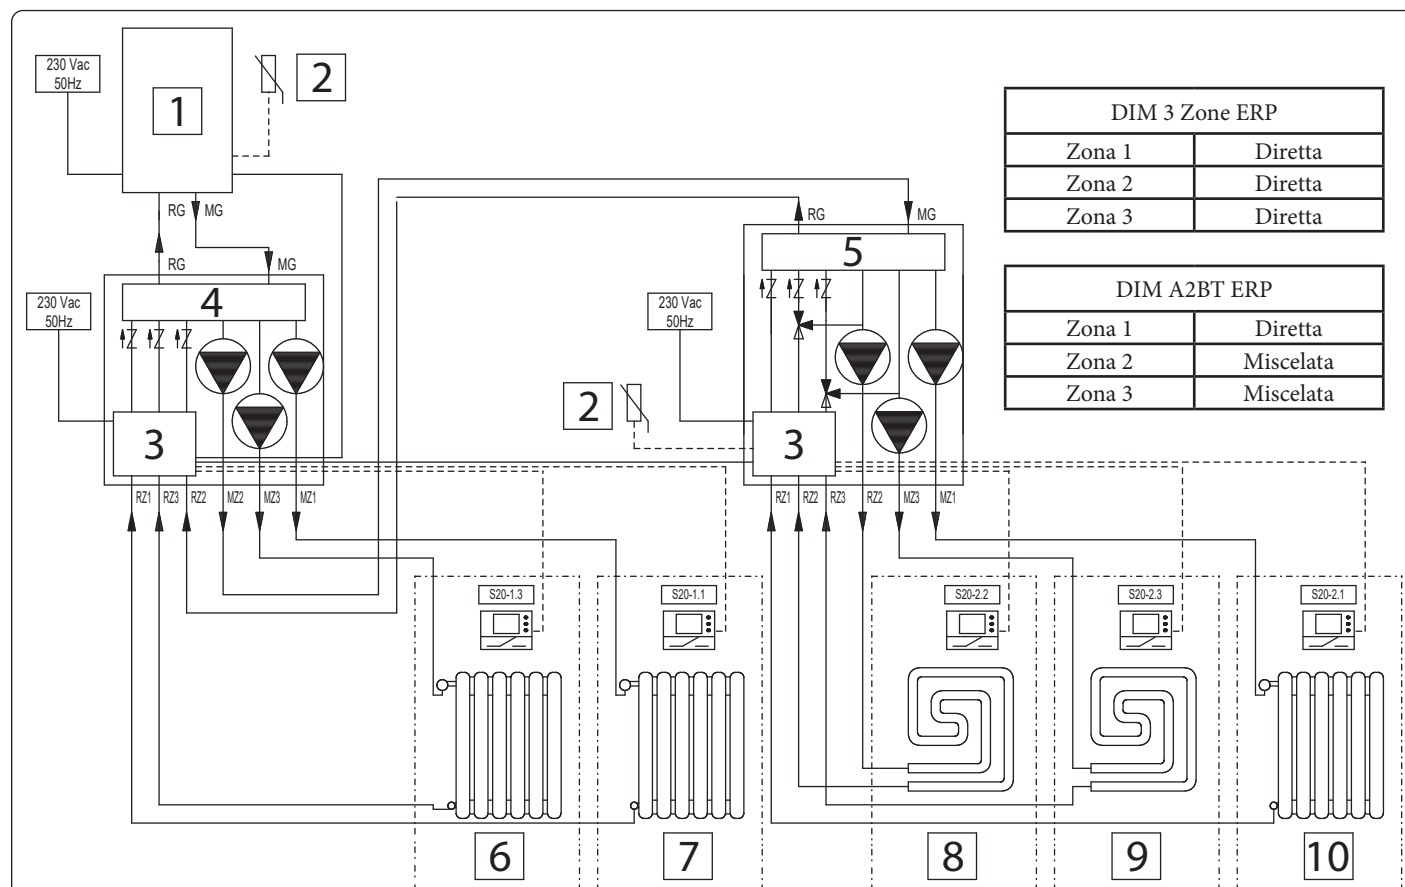 230 Vac
50Hz
1
2
RG
MG
RG
MG
230 Vac
50Hz
4
3
RZ1
RZ3
RZ2
MZ2
MZ3
MZ1
RG
MG
5
230 Vac
50Hz
2
3
RZ1
RZ2
RZ3
RZ2
MZ3
MZ1
DIM 3 Zone ERP
Zona 1 Diretta
Zona 2 Diretta
Zona 3 Diretta
DIM A2BT ERP
Zona 1 Diretta
Zona 2 Miscelata
Zona 3 Miscelata
S20-1.3
S20-1.1
S20-2.2
S20-2.3
S20-2.1
6
7
8
9
10